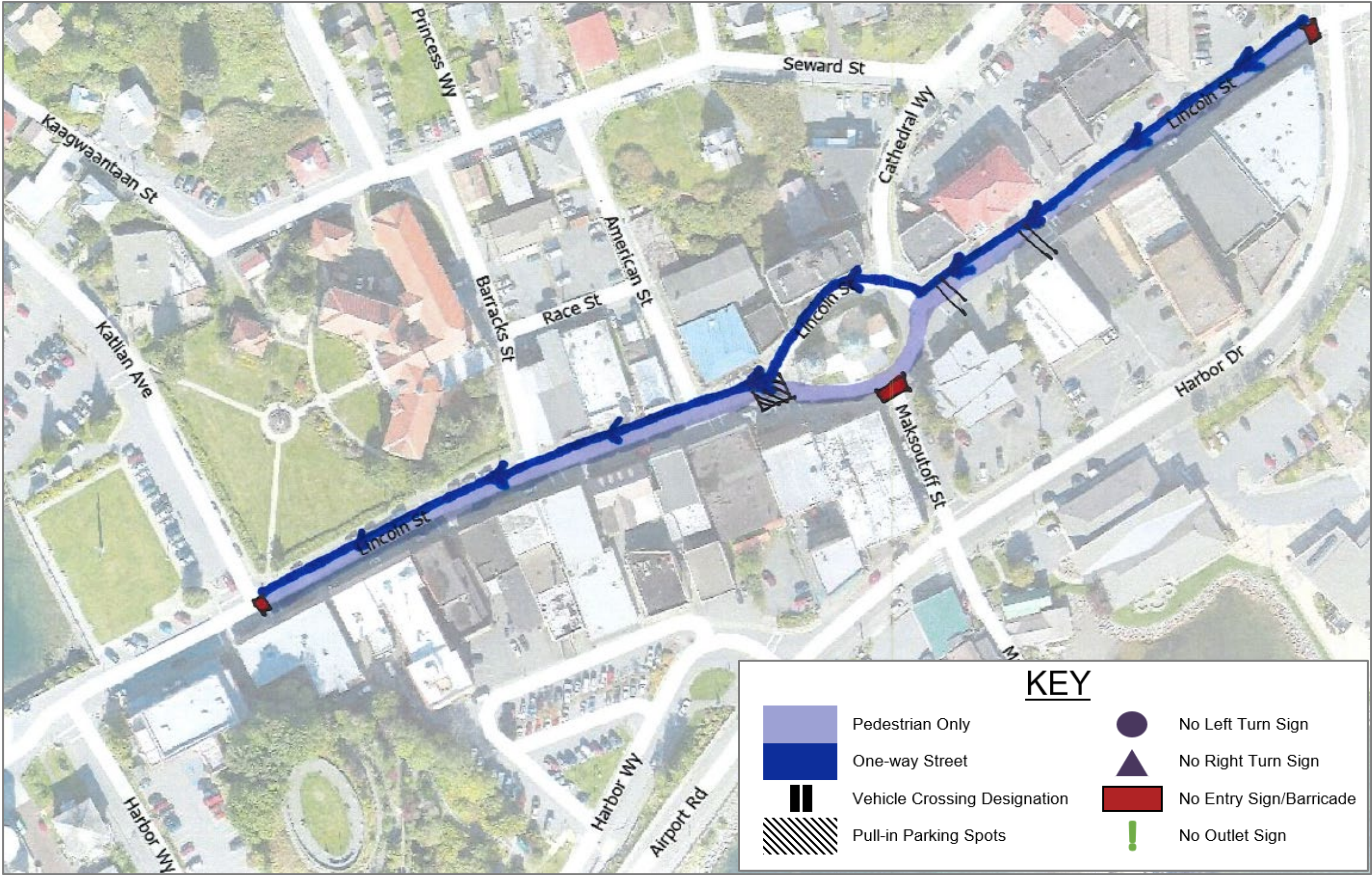 Princess Wy
Seward St
Lincoln St
Kaagwaantaan St
Cathedral Wy
American St
Barracks St
Race St
Lincoln St
Katlian Ave
Harbor Dr
Maksoutoff St
Lincoln St
M
Harbor Wy
Harbor Wy
Airport Rd
KEY
Pedestrian Only
One-way Street
Vehicle Crossing Designation
Pull-in Parking Spots
No Left Turn Sign
No Right Turn Sign
No Entry Sign/Barricade
No Outlet Sign